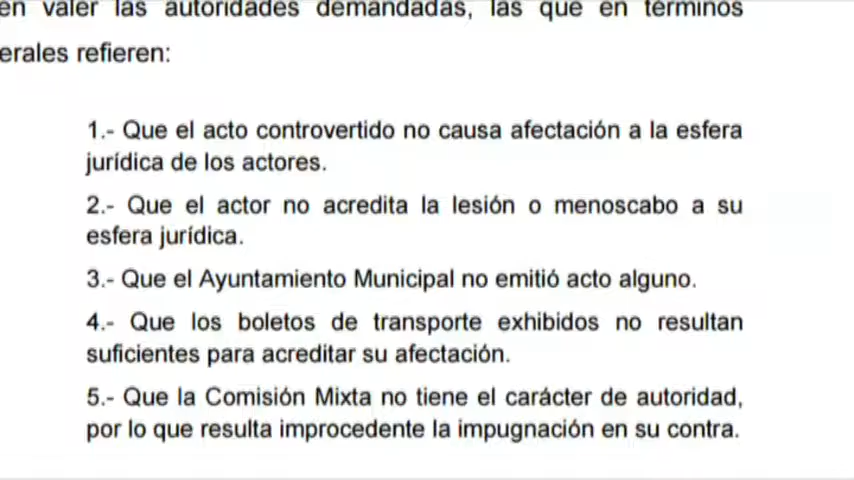 en valer las autoridades demandadas, las que en términos
erales refieren:
1.- Que el acto controvertido no causa afectación a la esfera
jurídica de los actores.
2.- Que el actor no acredita la lesión o menoscabo a su
esfera jurídica.
3.- Que el Ayuntamiento Municipal no emitió acto alguno.
4.- Que los boletos de transporte exhibidos no resultan
suficientes para acreditar su afectación.
5.- Que la Comisión Mixta no tiene el carácter de autoridad,
por lo que resulta improcedente la impugnación en su contra.